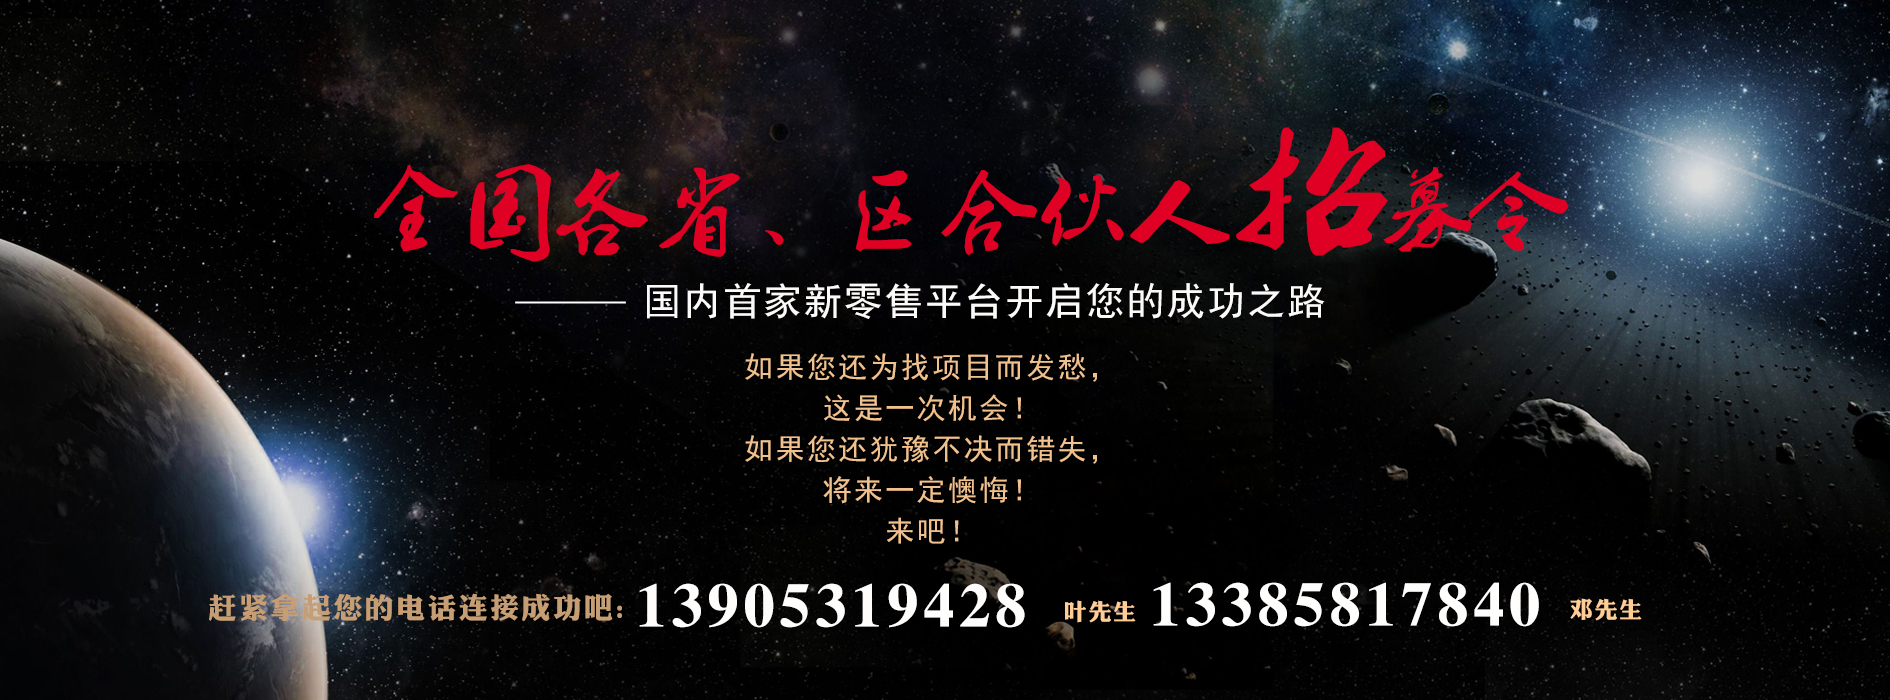 全国各省、区合伙人招募令
——国内首家新零售平台开启您的成功之路
如果您还为找项目而发愁，
这是一次机会！
如果您还犹豫不决而错失，
将来一定懊悔！
来吧！
赶紧拿起您的电话连接成功吧：13905319428 叶先生 13385817840 邓先生